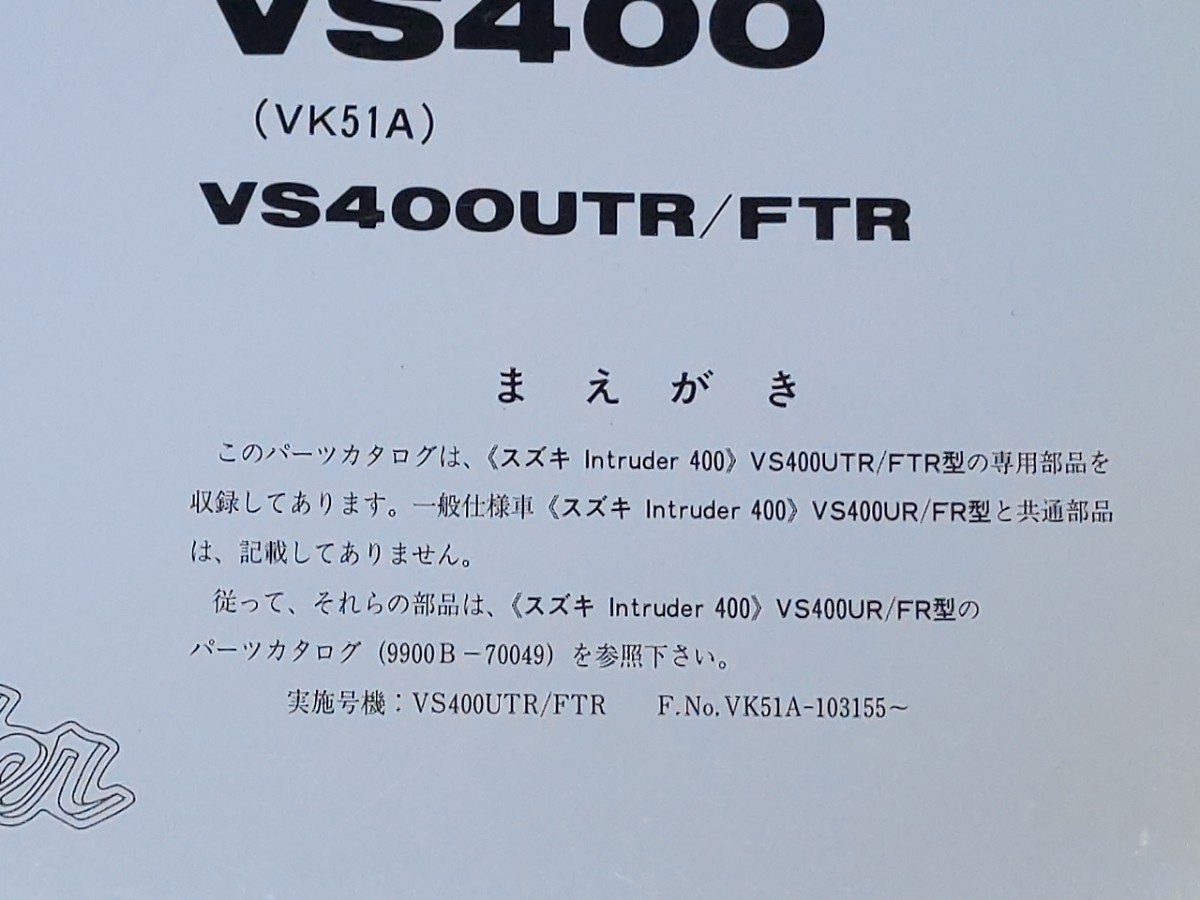 VS400
(VK51A)
VS400UTR/FTR
まえがき
このパーツカタログは、《スズキ Intruder 400》VS400UTR/FTR型の専用部品を
収録してあります。一般仕様車《スズキ Intruder 400》VS400UR/FR型と共通部品
は、記載してありません。
従って、それらの部品は、《スズキ Intruder 400》VS400UR/FR型の
パーツカタログ (9900B-70049) を参照下さい。
実施号機：VS400UTR/FTR F.No.VK51A-103155～